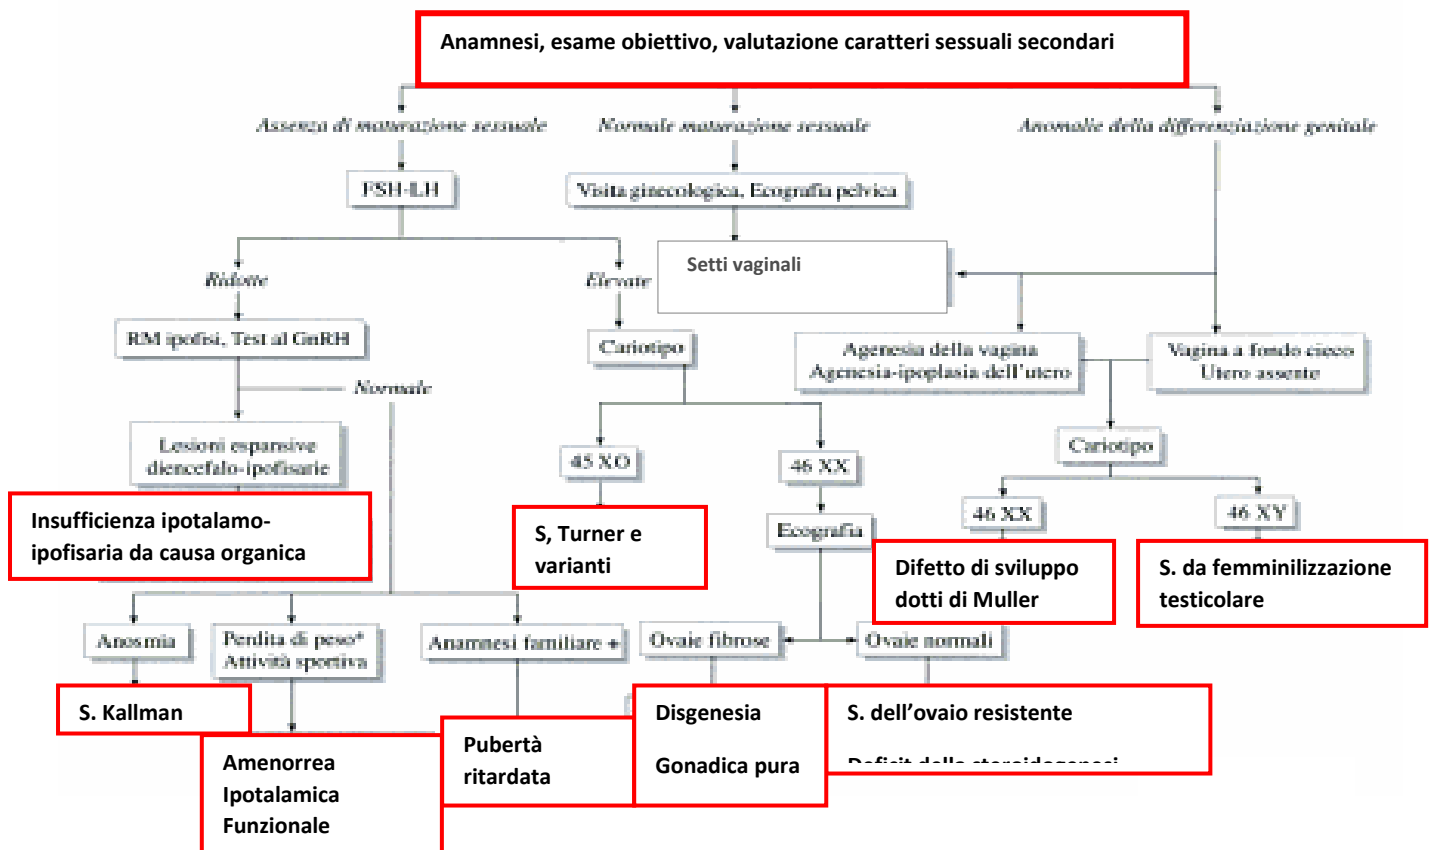 Anamnesi, esame obiettivo, valutazione caratteri sessuali secondari
Assenza di maturazione sessuale
Normale maturazione sessuale
Anomalie della differenziazione genitale
FSH-LH
Visita ginecologica, Ecografia pelvica
Setti vaginali
Ridotte
Elevate
RM ipofisi, Test al GnRH
Cariotipo
Agenesia della vagina
Agenesia-ipoplasia dell'utero
Vagina a fondo cieco
Utero assente
Normale
Lesioni espansive
diencefalo-ipofisarie
45 XO
46 XX
Cariotipo
Insufficienza ipotalamo-
ipofisaria da causa organica
S, Turner e
varianti
Ecografia
46 XX
46 XY
Difetto di sviluppo
dotti di Muller
S. da femminilizzazione
testicolare
Anosmia
Perdita di peso*
Attività sportiva
Anamnesi familiare +
Ovaie fibrose
Ovaie normali
S. Kallman
Amenorrea
Ipotalamica
Funzionale
Pubertà
ritardata
Disgenesia
Gonadica pura
S. dell'ovaio resistente
Deficit della steroidogenesi